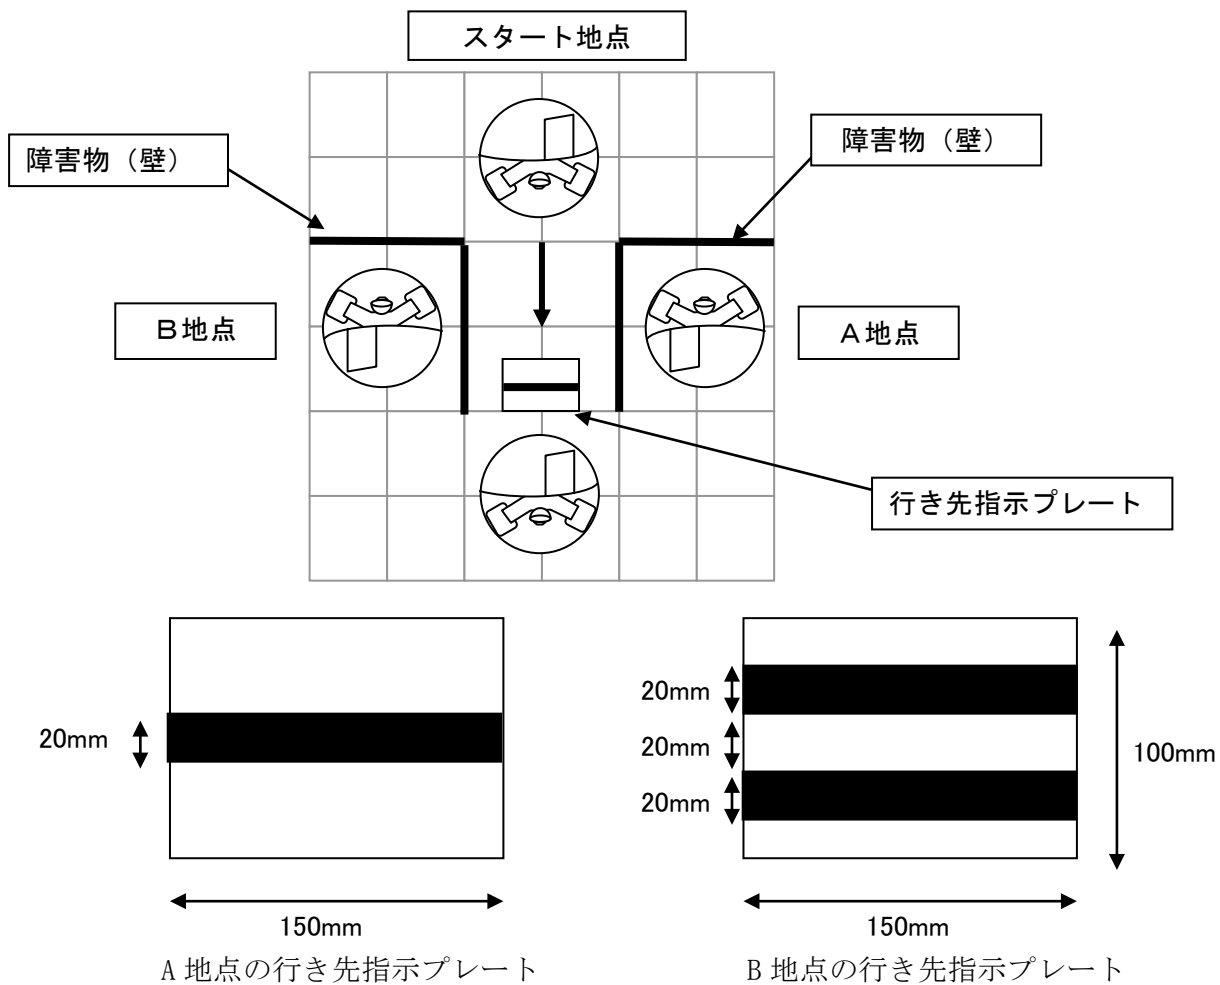 スタート地点
障害物（壁）
障害物（壁）
Ｂ地点
Ａ地点
行き先指示プレート
20mm
20mm
20mm
20mm
100mm
150mm
150mm
A 地点の行き先指示プレート
B 地点の行き先指示プレート